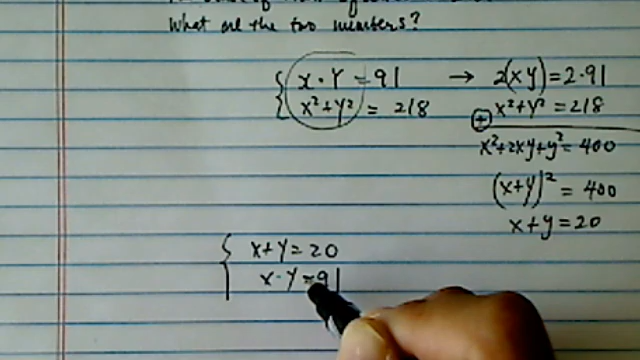 What are the two numbers?
x · y = 91 → 2(xy) = 2·91
x² + y² = 218 + x² + y² = 218
x² + 2xy + y² = 400
(x+y)² = 400
x + y = 20
x + y = 20
x · y = 91